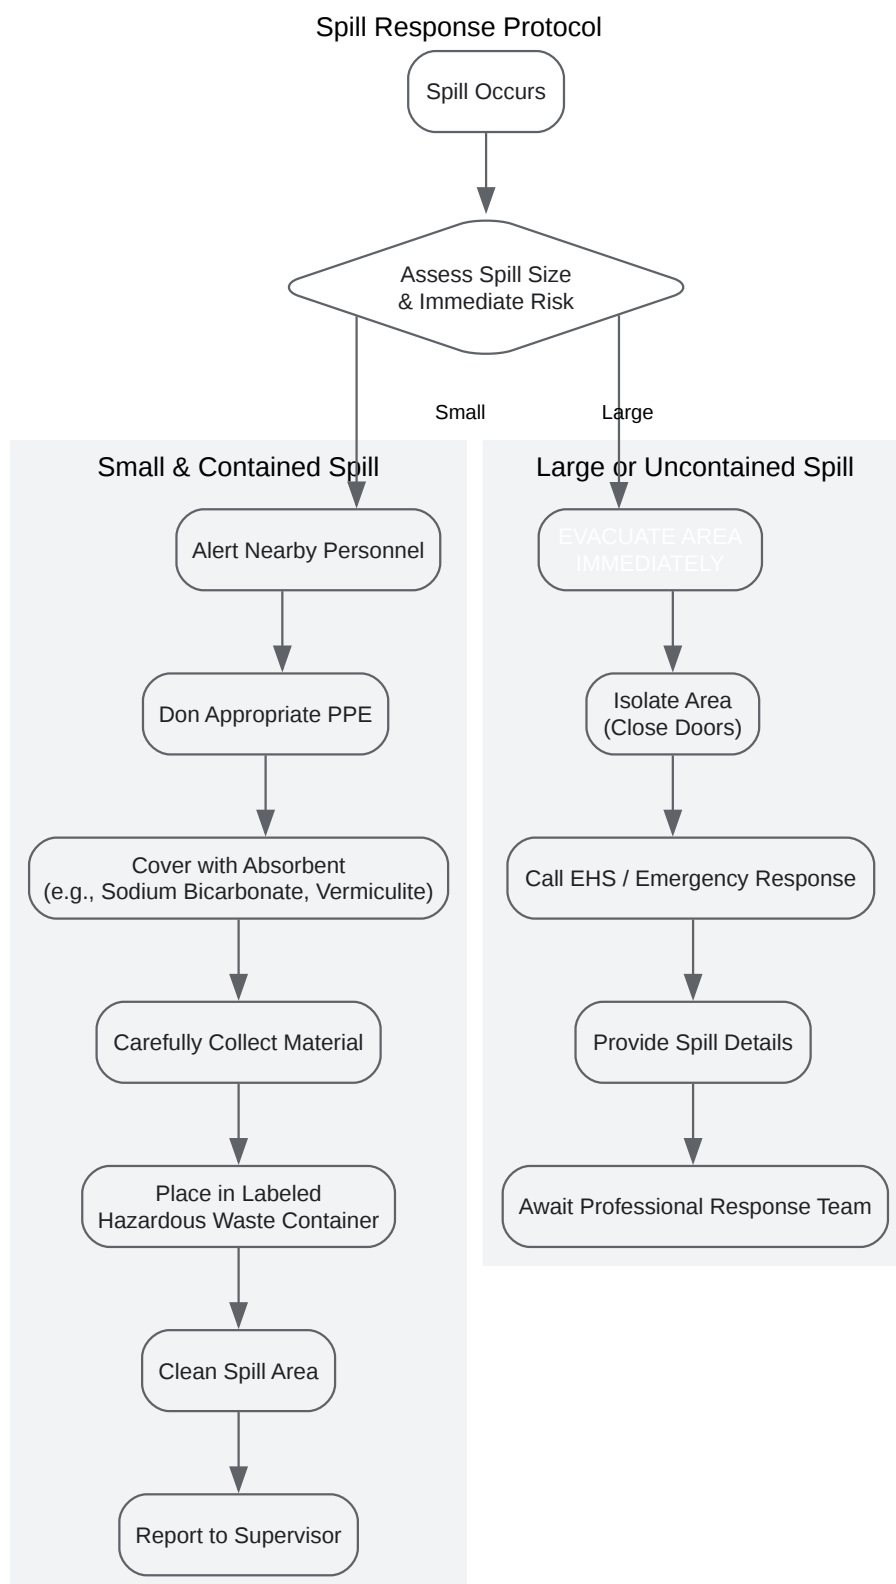 Spill Response Protocol
Spill Occurs
Assess Spill Size
& Immediate Risk
Small
Large
Small & Contained Spill
Alert Nearby Personnel
Don Appropriate PPE
Cover with Absorbent
(e.g., Sodium Bicarbonate, Vermiculite)
Carefully Collect Material
Place in Labeled
Hazardous Waste Container
Clean Spill Area
Report to Supervisor
Large or Uncontained Spill
EVACUATE AREA
IMMEDIATELY
Isolate Area
(Close Doors)
Call EHS / Emergency Response
Provide Spill Details
Await Professional Response Team